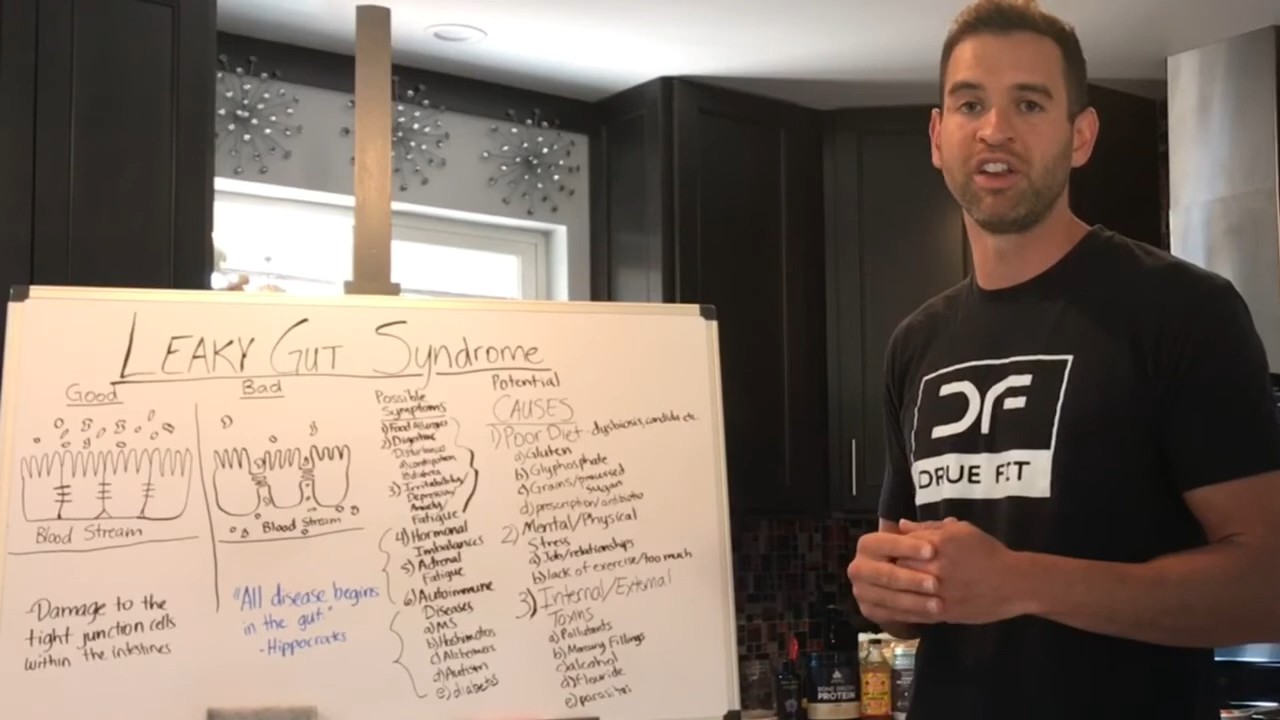 LEAKY GUT Syndrome
Good
Blood Stream
-Damage to the
tight junction cells
within the intestines
Bad
Blood Stream
"All disease begins
in the gut."
-Hippocrates
Possible
Symptoms
1) Food Allergies
2) Digestive
Disturbances
a) constipation
b) diarrea
3) Irritability/
Depression/
Anxiety/
Fatigue
4) Hormonal
Imbalances
5) Adrenal
Fatigue
6) Autoimmune
Diseases
a) MS
b) Hashimotos
c) Alzheimers
d) Autism
e) diabetes
Potential
CAUSES
1) Poor Diet - dysbiosis, candida etc.
a) Gluten
b) Glyphosphate
c) Grains/processed
sugar
d) prescription/antibiotic
2) Mental/Physical
Stress
a) Job/relationships
b) lack of exercise/too much
3) Internal/External
Toxins
a) Pollutants
b) Mercury Fillings
c) alcohol
d) Flouride
e) parasites
DF
DRUE FIT
BONE BROTH
PROTEIN